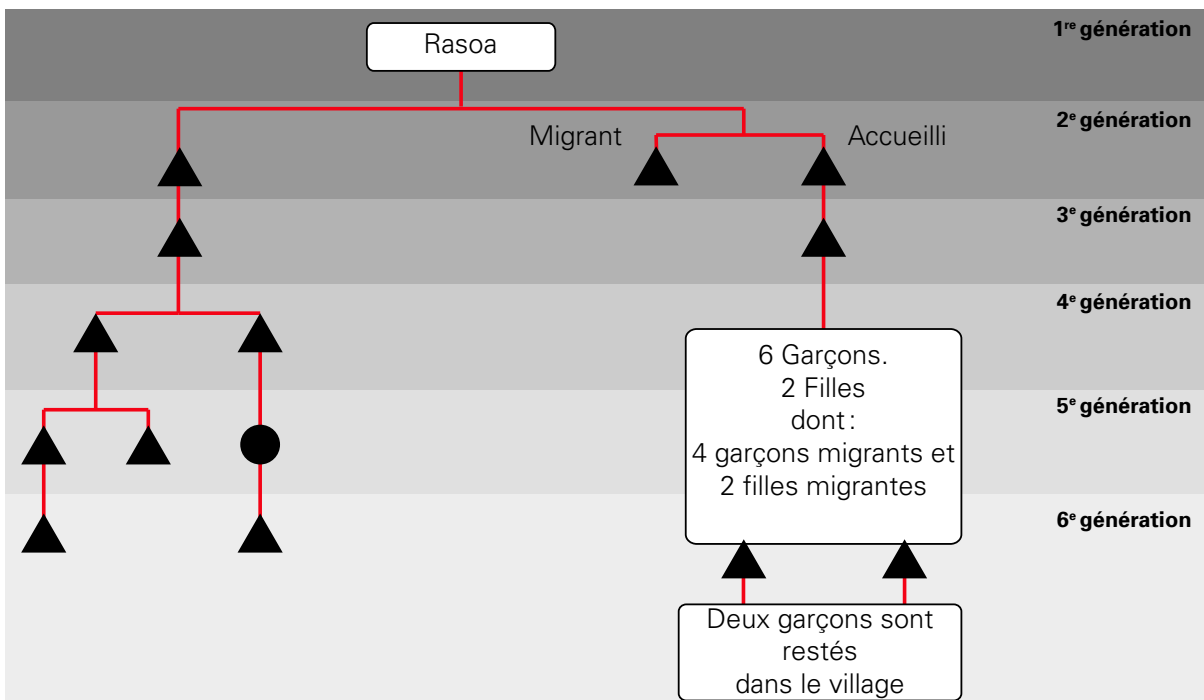 1re génération
Rasoa
2e génération
Migrant
Accueilli
3e génération
4e génération
6 Garçons.
2 Filles
dont :
4 garçons migrants et
2 filles migrantes
5e génération
6e génération
Deux garçons sont
restés
dans le village